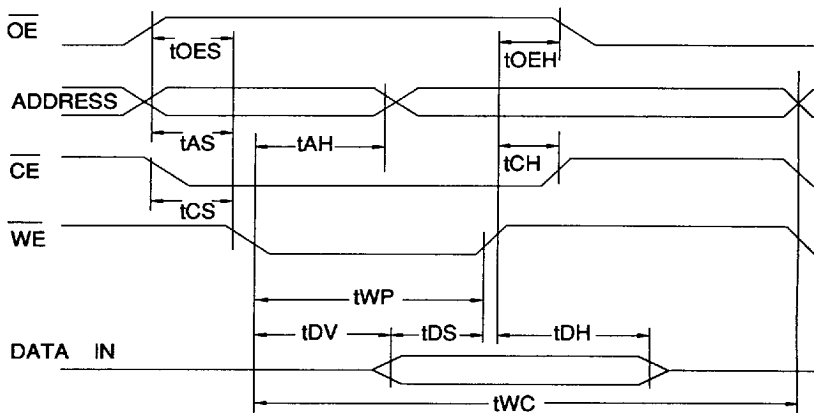 OE
tOES
tOEH
ADDRESS
tAS
tAH
tCH
CE
tCS
WE
tWP
tDV
tDS
tDH
DATA IN
tWC